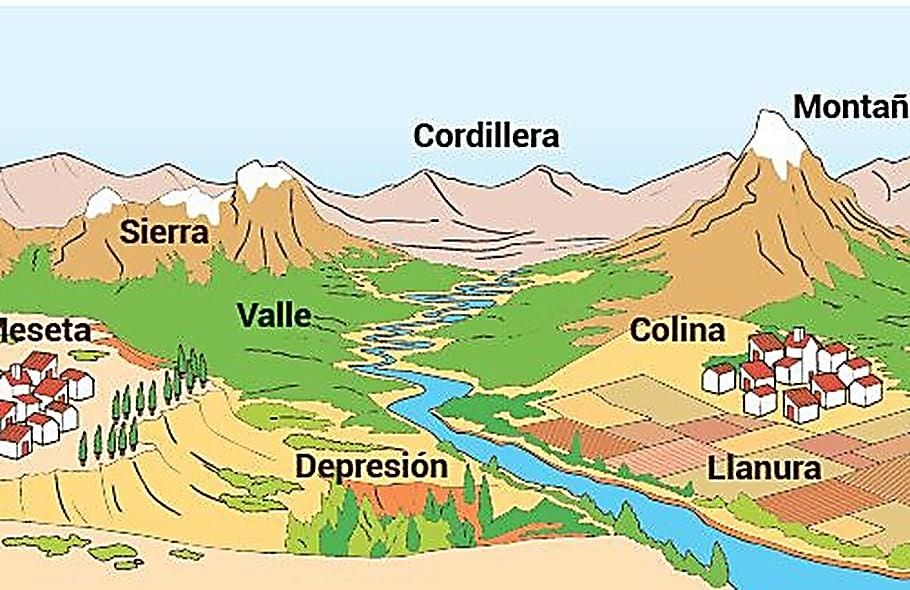 Montañ
Cordillera
Sierra
Valle
Meseta
Colina
Depresión
Llanura